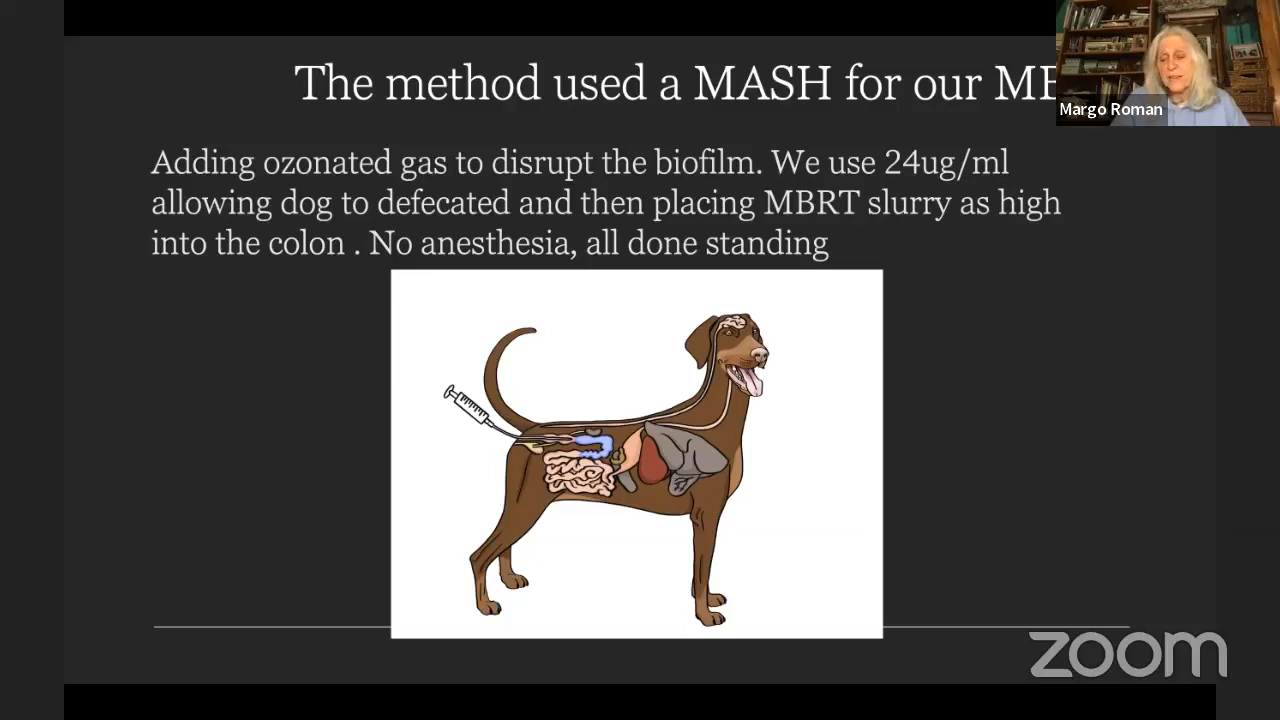 The method used a MASH for our MB
Margo Roman
Adding ozonated gas to disrupt the biofilm. We use 24ug/ml
allowing dog to defecated and then placing MBRT slurry as high
into the colon . No anesthesia, all done standing
zoom